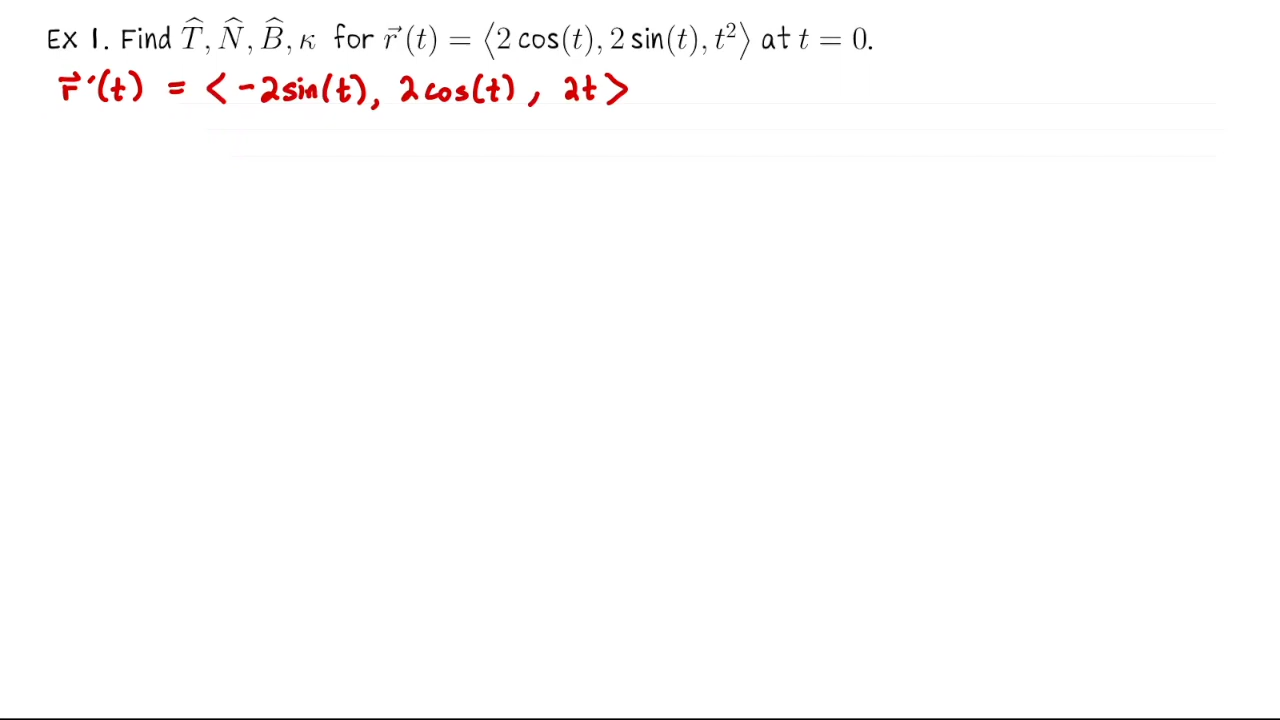 Ex 1. Find T̂, N̂, B̂, κ for r⃗(t) = ⟨2 cos(t), 2 sin(t), t²⟩ at t = 0.
r⃗′(t) = <-2sin(t), 2cos(t), 2t>